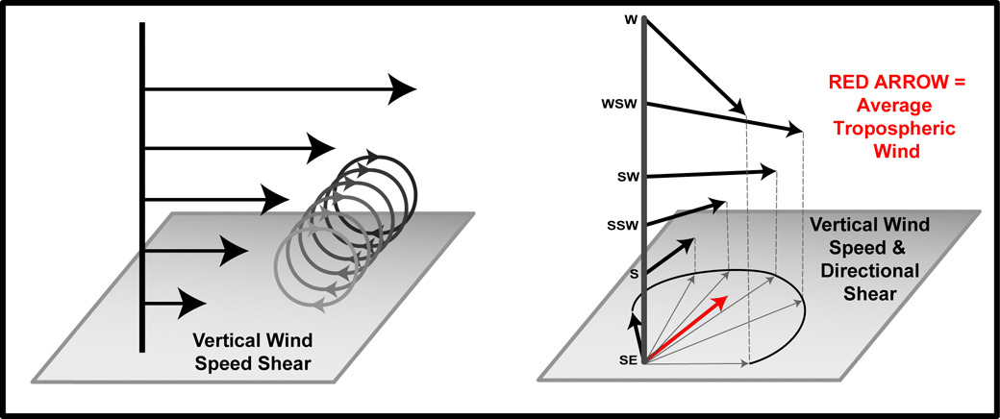 Vertical Wind
Speed Shear
W
WSW
SW
SSW
S
SE
RED ARROW =
Average
Tropospheric
Wind
Vertical Wind
Speed &
Directional
Shear